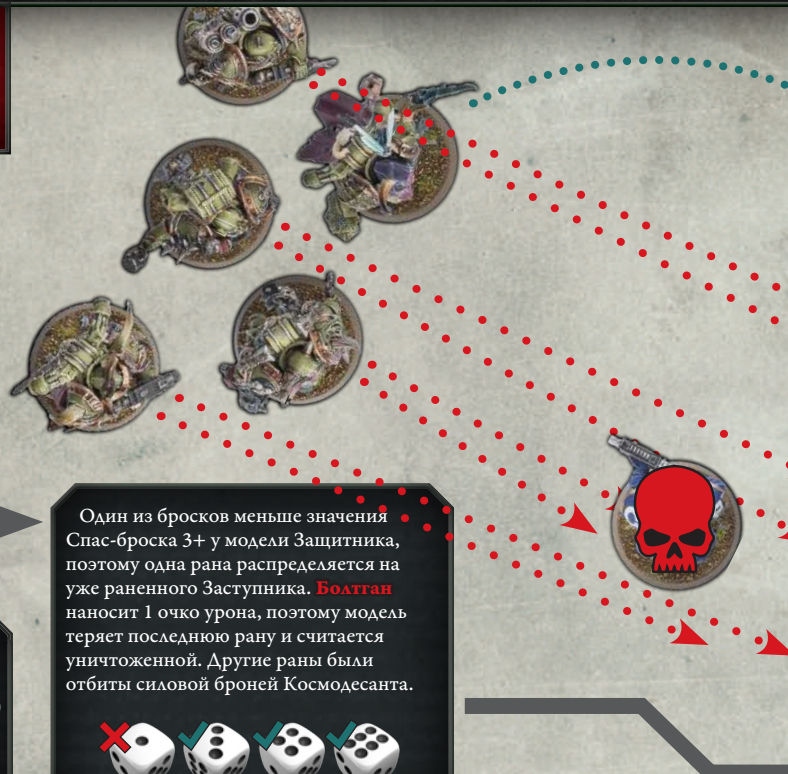 Один из бросков меньше значения
Спас-броска 3+ у модели Защитника,
поэтому одна рана распределяется на
уже раненного Заступника. Болтган
наносит 1 очко урона, поэтому модель
теряет последнюю рану и считается
уничтоженной. Другие раны были
отбиты силовой броней Космодесанта.